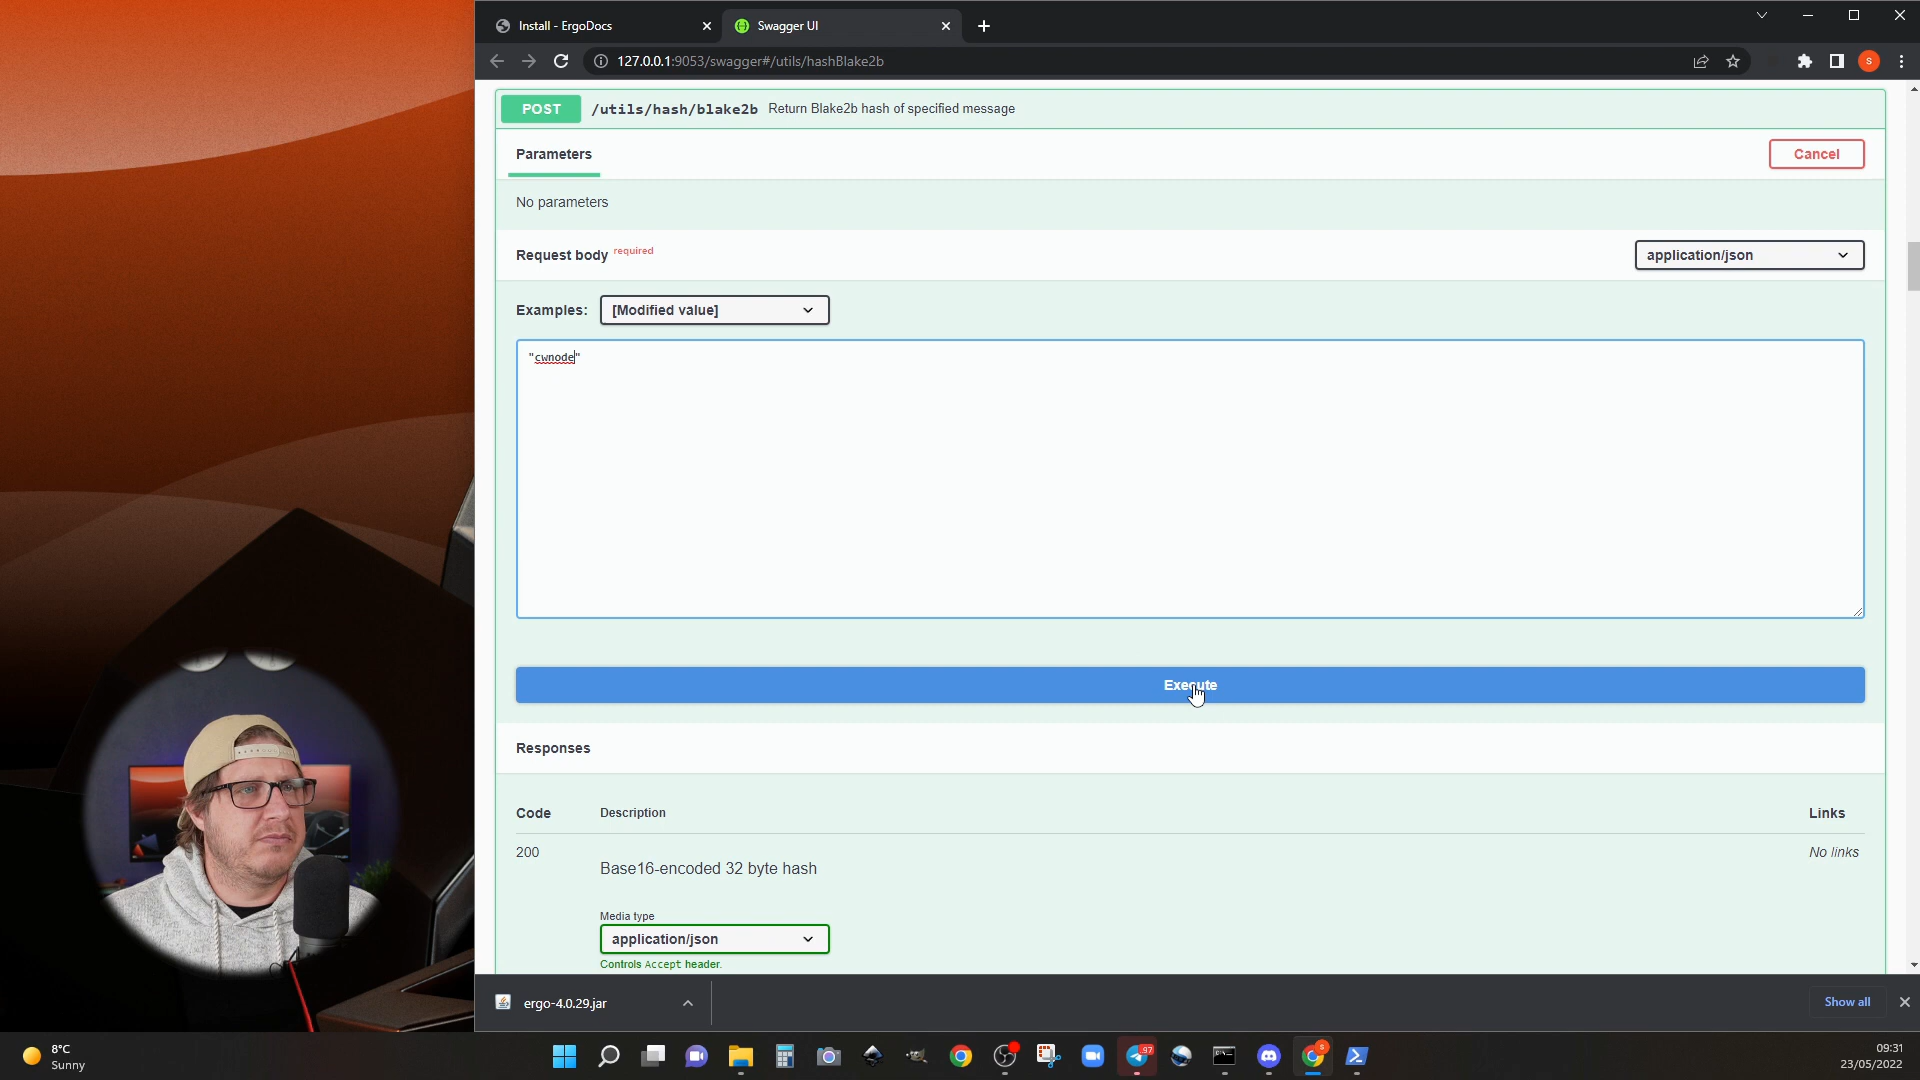 Install - ErgoDocs
Swagger UI
127.0.0.1:9053/swagger#/utils/hashBlake2b
S
POST /utils/hash/blake2b Return Blake2b hash of specified message
Parameters
Cancel
No parameters
Request body required
application/json
Examples: [Modified value]
"cwnode"
Execute
Responses
Code Description Links
200
No links
Base16-encoded 32 byte hash
Media type
application/json
Controls Accept header.
ergo-4.0.29.jar
Show all
8°C
Sunny
97
S
09:31
23/05/2022